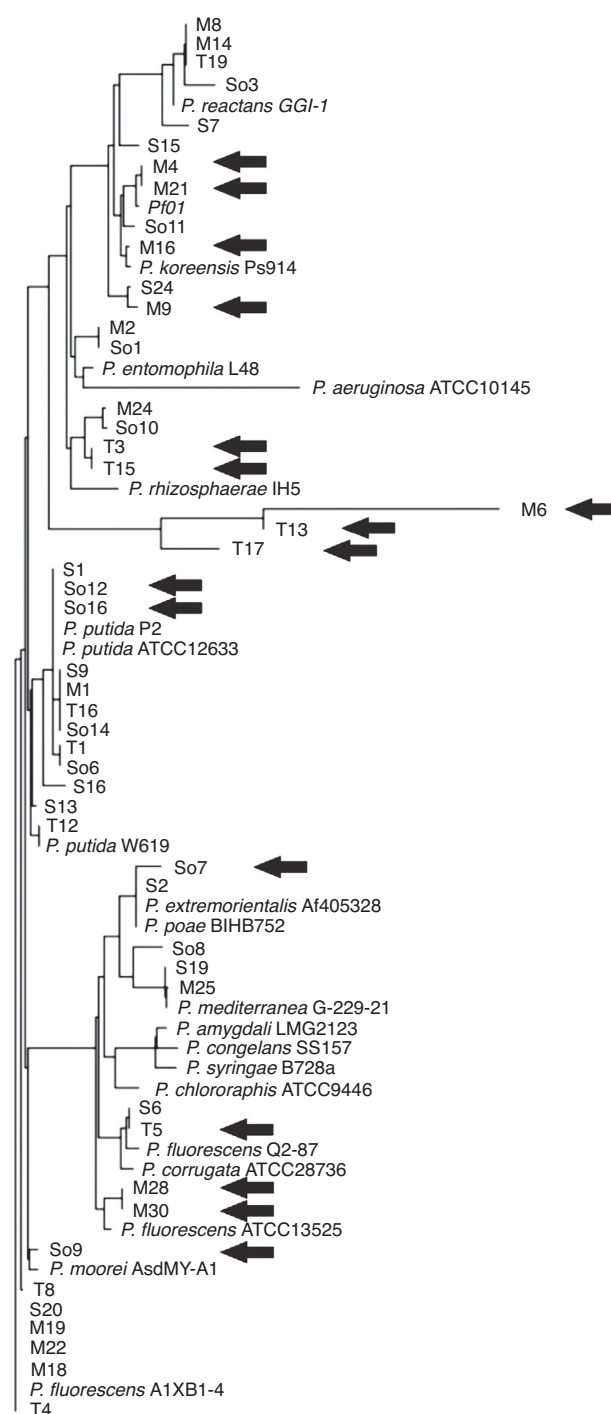 M8
M14
T19
So3
P. reactans GGI-1
S7
S15
M4
M21
Pf01
So11
M16
P. koreensis Ps914
S24
M9
M2
So1
P. entomophila L48
P. aeruginosa ATCC10145
M24
So10
T3
T15
P. rhizosphaerae IH5
M6
T13
T17
S1
So12
So16
P. putida P2
P. putida ATCC12633
S9
M1
T16
So14
T1
So6
S16
S13
T12
P. putida W619
So7
S2
P. extremorientalis Af405328
P. poae BIHB752
So8
S19
M25
P. mediterranea G-229-21
P. amygdali LMG2123
P. congelans SS157
P. syringae B728a
P. chlororaphis ATCC9446
S6
T5
P. fluorescens Q2-87
P. corrugata ATCC28736
M28
M30
P. fluorescens ATCC13525
So9
P. moorei AsdMY-A1
T8
S20
M19
M22
M18
P. fluorescens A1XB1-4
T4